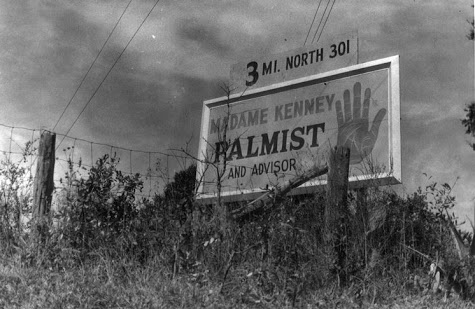 3 MI. NORTH 301
MADAME KENNEY
PALMIST
AND ADVISOR